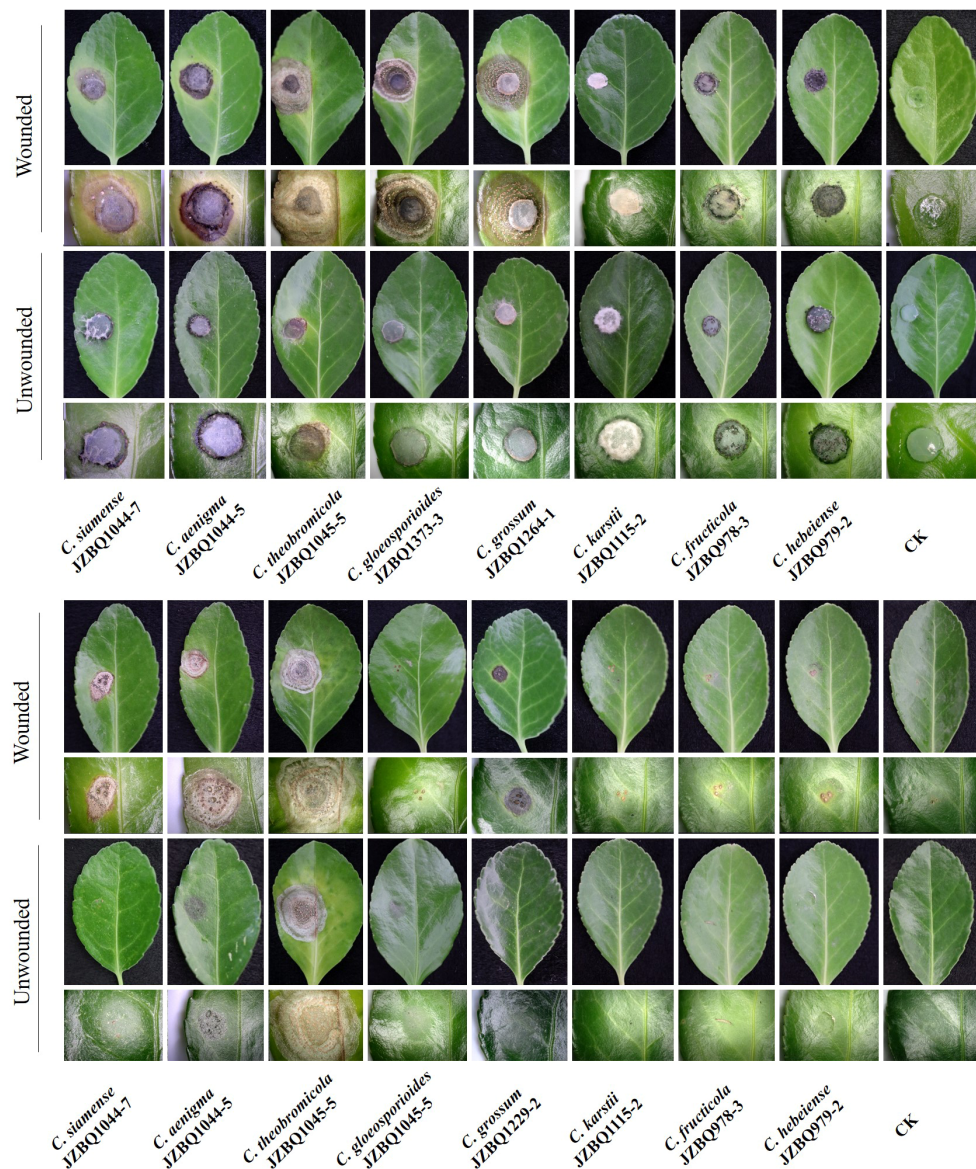 Wounded
Unwounded
C. siamense
JZBQ1044-7
C. aenigma
JZBQ1044-5
C. theobromicola
JZBQ1045-5
C. gloeosporioides
JZBQ1373-3
C. grossum
JZBQ1264-1
C. karstii
JZBQ1115-2
C. fructicola
JZBQ978-3
C. hebeiense
JZBQ979-2
CK
Wounded
Unwounded
C. siamense
JZBQ1044-7
C. aenigma
JZBQ1044-5
C. theobromicola
JZBQ1045-5
C. gloeosporioides
JZBQ1045-5
C. grossum
JZBQ1229-2
C. karstii
JZBQ1115-2
C. fructicola
JZBQ978-3
C. hebeiense
JZBQ979-2
CK